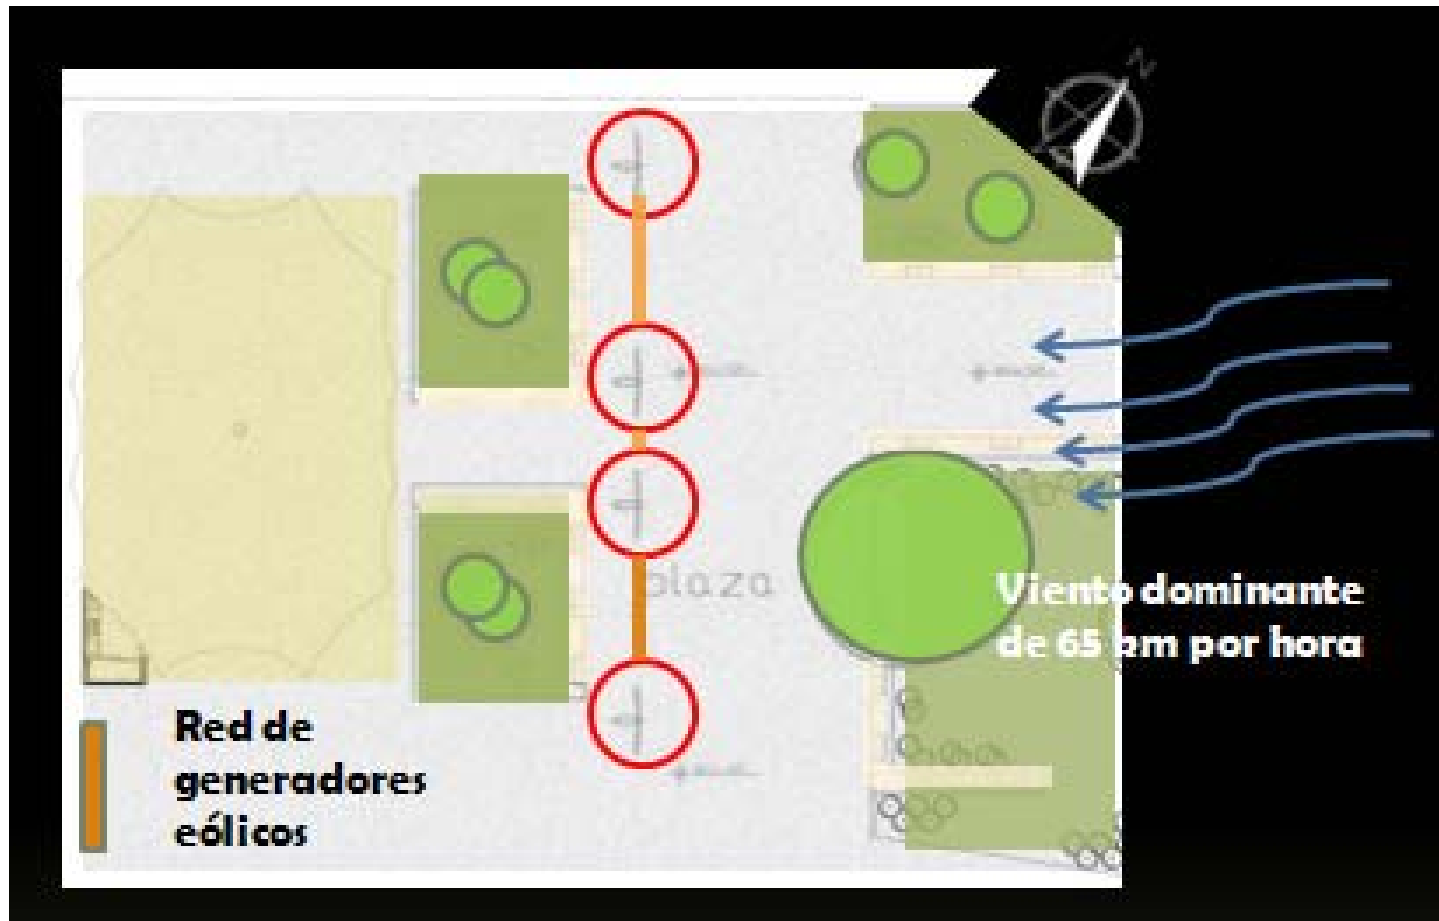 N
plaza
Viento dominante
de 65 km por hora
Red de
generadores
eólicos